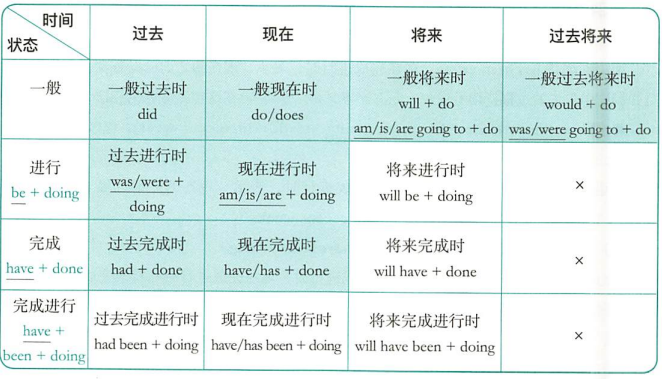 时间
状态
过去
现在
将来
过去将来
一般
一般过去时
did
一般现在时
do/does
一般将来时
will + do
am/is/are going to + do
一般过去将来时
would + do
was/were going to + do
进行
be + doing
过去进行时
was/were +
doing
现在进行时
am/is/are + doing
将来进行时
will be + doing
×
完成
have + done
过去完成时
had + done
现在完成时
have/has + done
将来完成时
will have + done
×
完成进行
have +
been + doing
过去完成进行时
had been + doing
现在完成进行时
have/has been + doing
将来完成进行时
will have been + doing
×